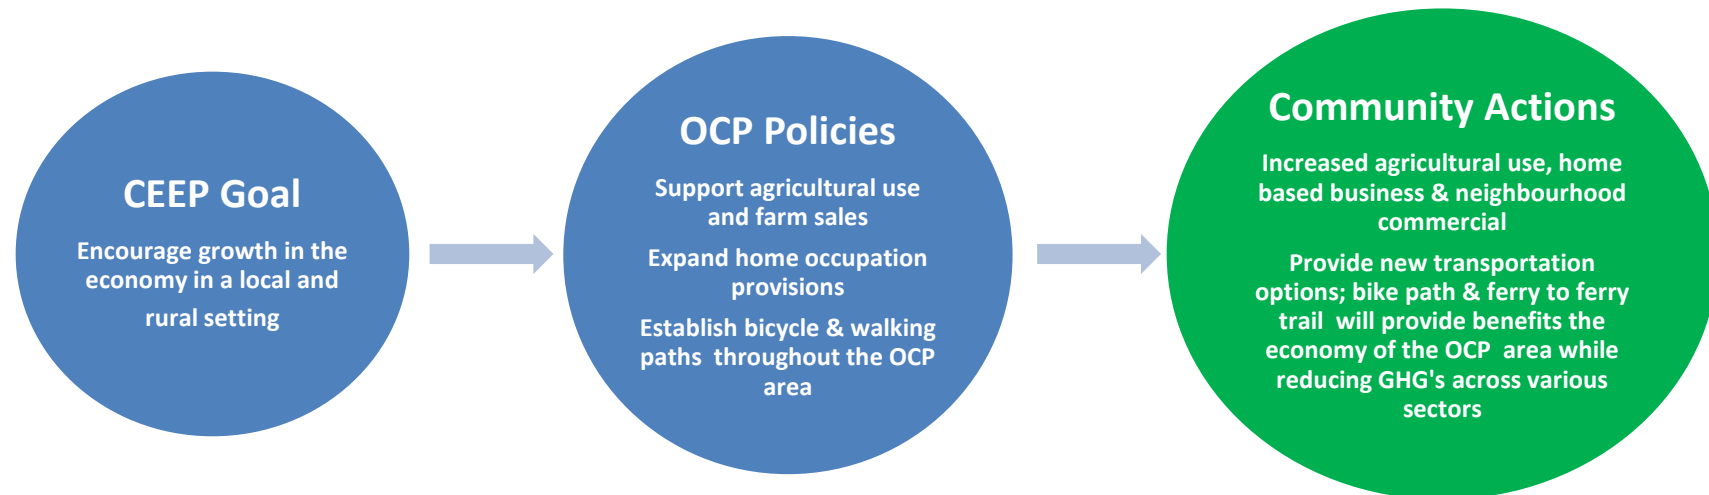 CEEP Goal
Encourage growth in the
economy in a local and
rural setting
OCP Policies
Support agricultural use
and farm sales
Expand home occupation
provisions
Establish bicycle & walking
paths  throughout the OCP
area
Community Actions
Increased agricultural use, home
based business & neighbourhood
commercial
Provide new transportation
options; bike path & ferry to ferry
trail  will provide benefits the
economy of the OCP  area while
reducing GHG's across various
sectors